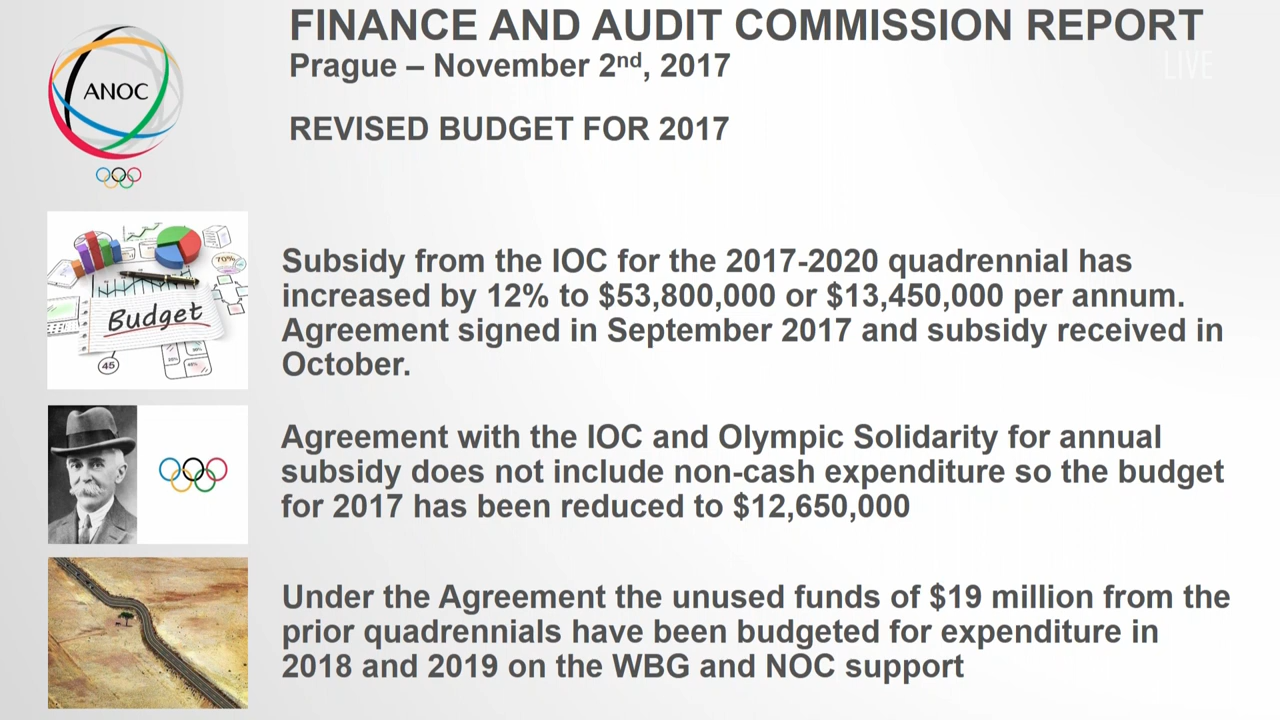 FINANCE AND AUDIT COMMISSION REPORT
Prague – November 2nd, 2017
LIVE
ANOC
REVISED BUDGET FOR 2017
70%
Budget
45
Subsidy from the IOC for the 2017-2020 quadrennial has
increased by 12% to $53,800,000 or $13,450,000 per annum.
Agreement signed in September 2017 and subsidy received in
October.
Agreement with the IOC and Olympic Solidarity for annual
subsidy does not include non-cash expenditure so the budget
for 2017 has been reduced to $12,650,000
Under the Agreement the unused funds of $19 million from the
prior quadrennials have been budgeted for expenditure in
2018 and 2019 on the WBG and NOC support